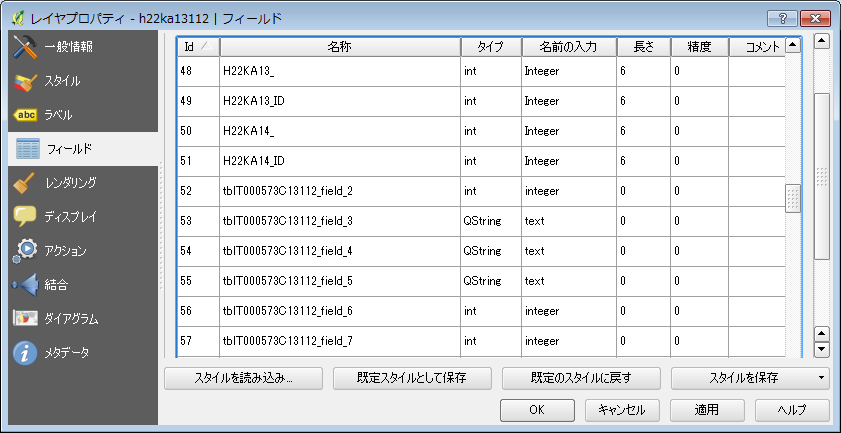 レイヤプロパティ - h22ka13112 | フィールド
一般情報
スタイル
abc ラベル
フィールド
レンダリング
ディスプレイ
アクション
結合
ダイアグラム
メタデータ
Id 名称 タイプ 名前の入力 長さ 精度 コメント
48 H22KA13_ int Integer 6 0
49 H22KA13_ID int Integer 6 0
50 H22KA14_ int Integer 6 0
51 H22KA14_ID int Integer 6 0
52 tblT000573C13112_field_2 int integer 0 0
53 tblT000573C13112_field_3 QString text 0 0
54 tblT000573C13112_field_4 QString text 0 0
55 tblT000573C13112_field_5 QString text 0 0
56 tblT000573C13112_field_6 int integer 0 0
57 tblT000573C13112_field_7 int integer 0 0
スタイルを読み込み... 既定スタイルとして保存 既定のスタイルに戻す スタイルを保存
OK キャンセル 適用 ヘルプ